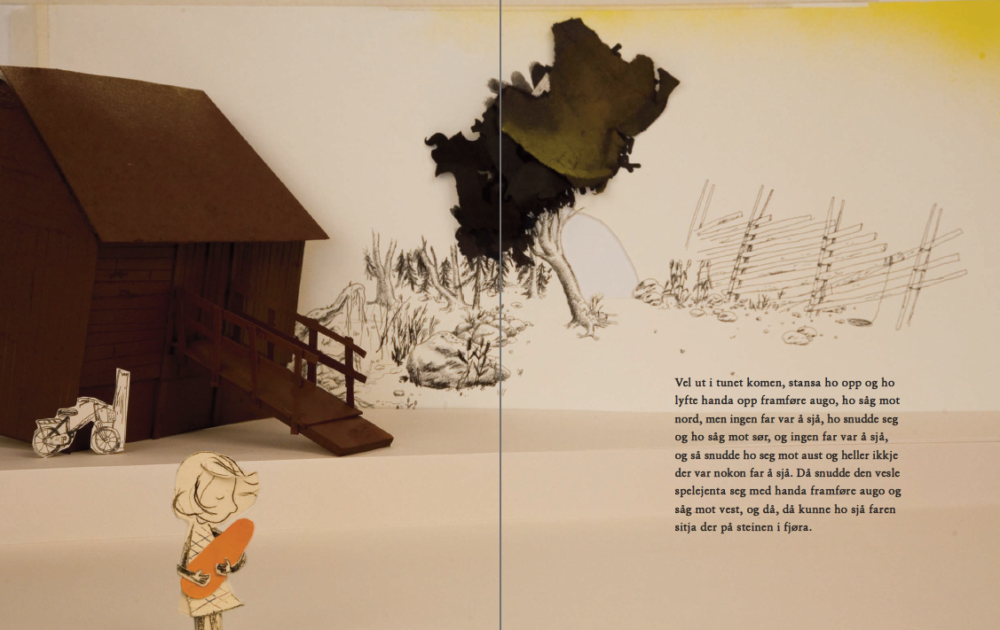 Vel ut i tunet komen, stansa ho opp og ho
lyfte handa opp framføre augo, ho såg mot
nord, men ingen far var å sjå, ho snudde seg
og ho såg mot sør, og ingen far var å sjå,
og så snudde ho seg mot aust og heller ikkje
der var nokon far å sjå. Då snudde den vesle
spelejenta seg med handa framføre augo og
såg mot vest, og då, då kunne ho sjå faren
sitja der på steinen i fjøra.